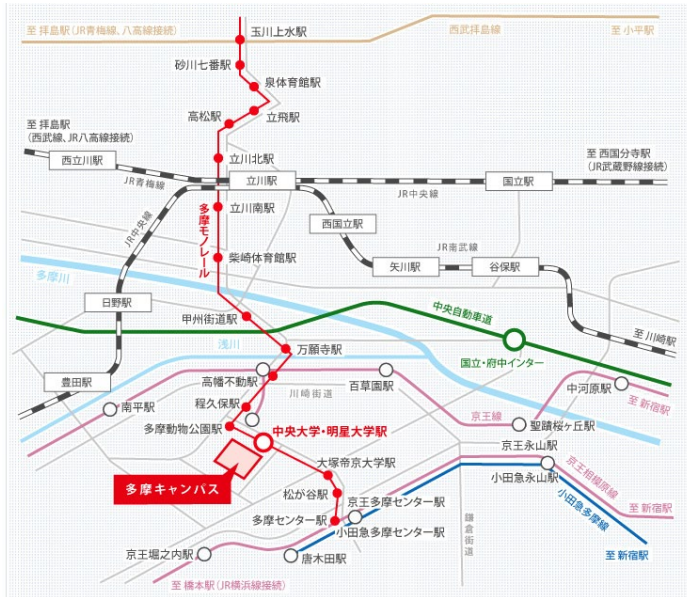 至 拝島駅(JR青梅線、八高線接続)
玉川上水駅
西武拝島線
至 小平駅
砂川七番駅
泉体育館駅
高松駅
立飛駅
至 拝島駅
(西武線、JR八高線接続)
至 西国分寺駅
(JR武蔵野線接続)
西立川駅
立川北駅
JR青梅線
立川駅
JR中央線
国立駅
多摩モノレール
立川南駅
西国立駅
JR中央線
JR南武線
柴崎体育館駅
矢川駅
谷保駅
多摩川
日野駅
中央自動車道
甲州街道駅
至 川崎駅
浅川
万願寺駅
国立・府中インター
豊田駅
高幡不動駅
百草園駅
中河原駅
川崎街道
至 新宿駅
南平駅
程久保駅
京王線
聖蹟桜ヶ丘駅
多摩動物公園駅
中央大学・明星大学駅
京王永山駅
大塚帝京大学駅
小田急永山駅
京王相模原線
多摩キャンパス
松が谷駅
京王多摩センター駅
小田急多摩線
至 新宿駅
多摩センター駅
小田急多摩センター駅
鎌倉街道
京王堀之内駅
唐木田駅
至 新宿駅
至 橋本駅(JR横浜線接続)